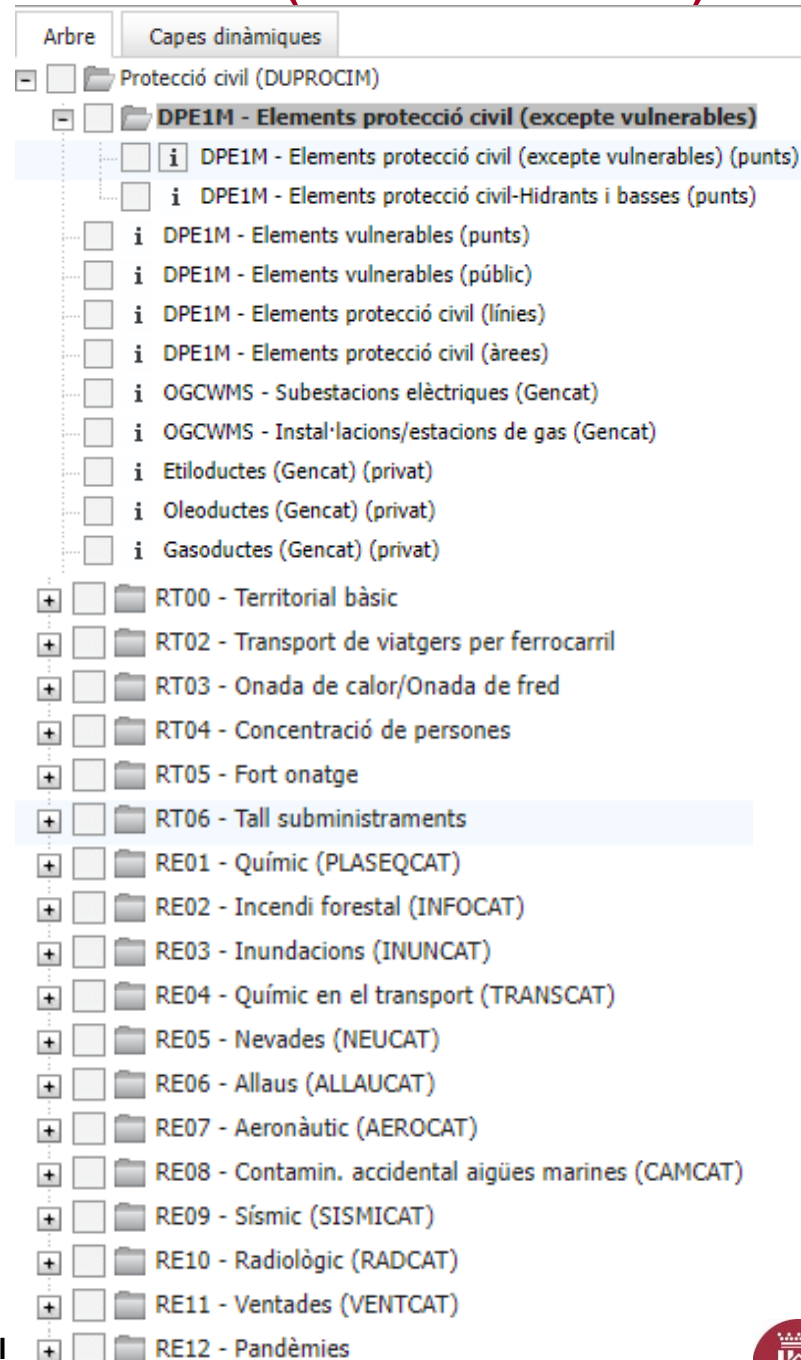 Arbre Capes dinàmiques
Protecció civil (DUPROCIM)
DPE1M - Elements protecció civil (excepte vulnerables)
i DPE1M - Elements protecció civil (excepte vulnerables) (punts)
i DPE1M - Elements protecció civil-Hidrants i basses (punts)
i DPE1M - Elements vulnerables (punts)
i DPE1M - Elements vulnerables (públic)
i DPE1M - Elements protecció civil (línies)
i DPE1M - Elements protecció civil (àrees)
i OGCWMS - Subestacions elèctriques (Gencat)
i OGCWMS - Instal·lacions/estacions de gas (Gencat)
i Etiloductes (Gencat) (privat)
i Oleoductes (Gencat) (privat)
i Gasoductes (Gencat) (privat)
RT00 - Territorial bàsic
RT02 - Transport de viatgers per ferrocarril
RT03 - Onada de calor/Onada de fred
RT04 - Concentració de persones
RT05 - Fort onatge
RT06 - Tall subministraments
RE01 - Químic (PLASEQCAT)
RE02 - Incendi forestal (INFOCAT)
RE03 - Inundacions (INUNCAT)
RE04 - Químic en el transport (TRANSCAT)
RE05 - Nevades (NEUCAT)
RE06 - Allaus (ALLAUCAT)
RE07 - Aeronàutic (AEROCAT)
RE08 - Contamin. accidental aigües marines (CAMCAT)
RE09 - Sísmic (SISMICAT)
RE10 - Radiològic (RADCAT)
RE11 - Ventades (VENTCAT)
RE12 - Pandèmies